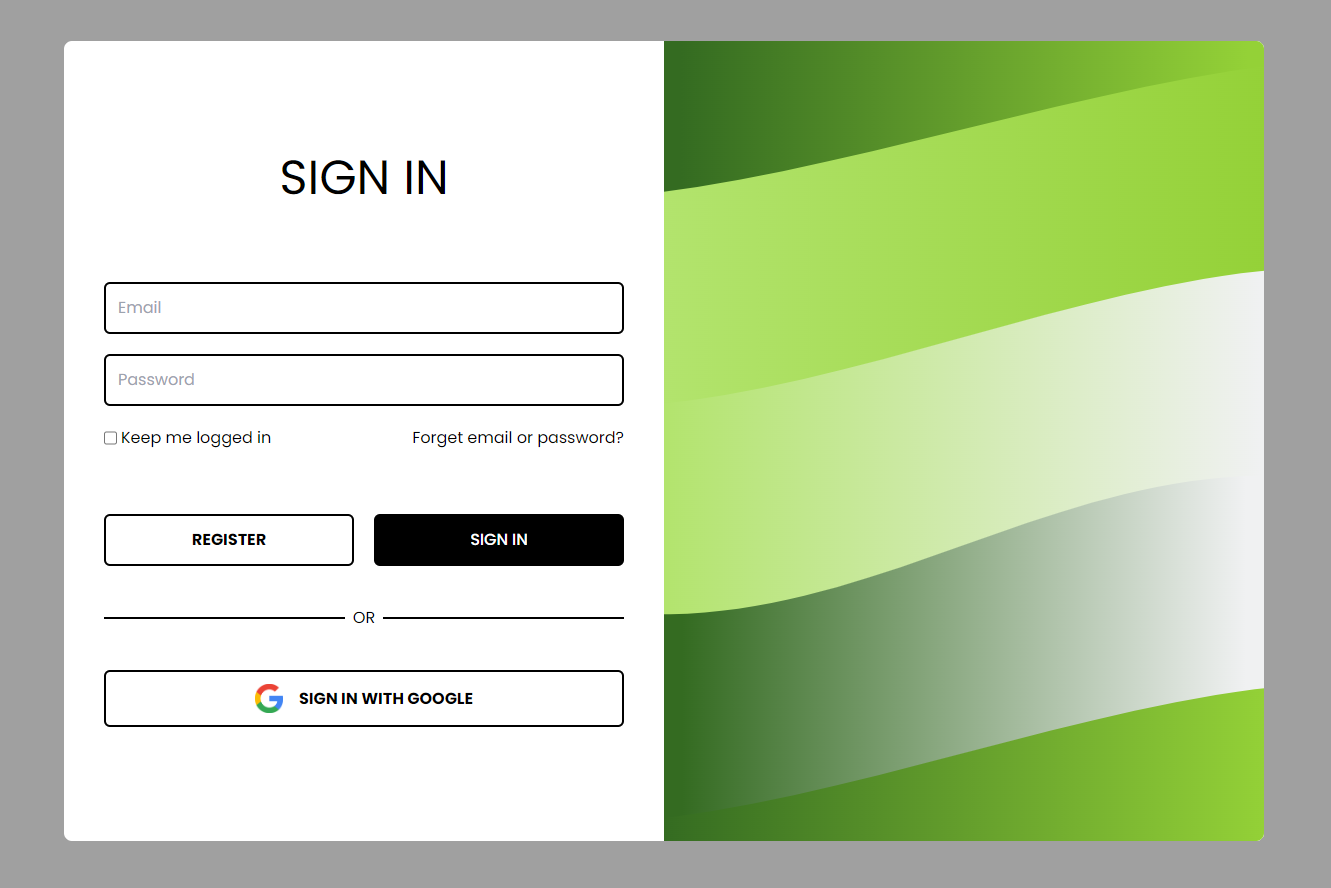 SIGN IN
Email
Password
Keep me logged in Forget email or password?
REGISTER SIGN IN
OR
SIGN IN WITH GOOGLE